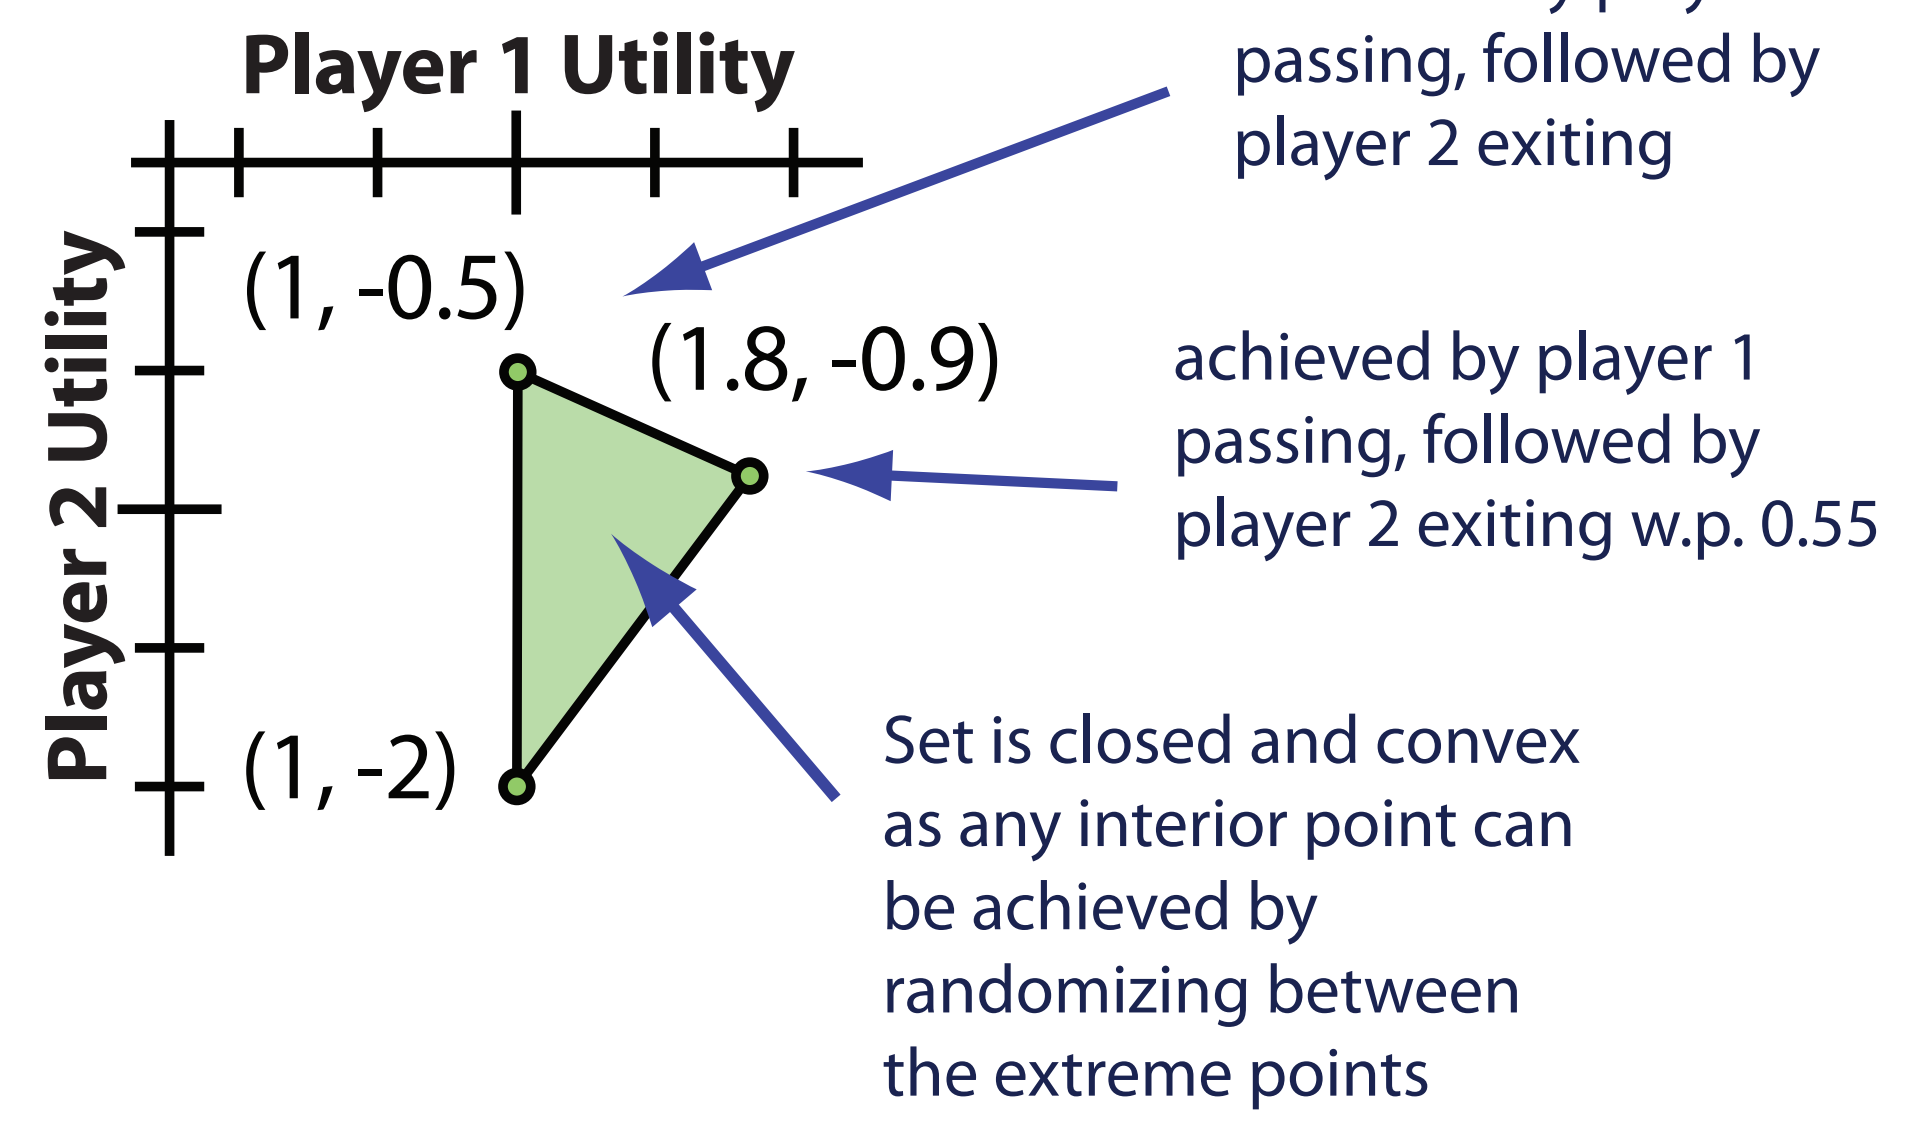 Player 1 Utility
Player 2 Utility
(1, -0.5)
(1.8, -0.9)
(1, -2)
passing, followed by
player 2 exiting
achieved by player 1
passing, followed by
player 2 exiting w.p. 0.55
Set is closed and convex
as any interior point can
be achieved by
randomizing between
the extreme points